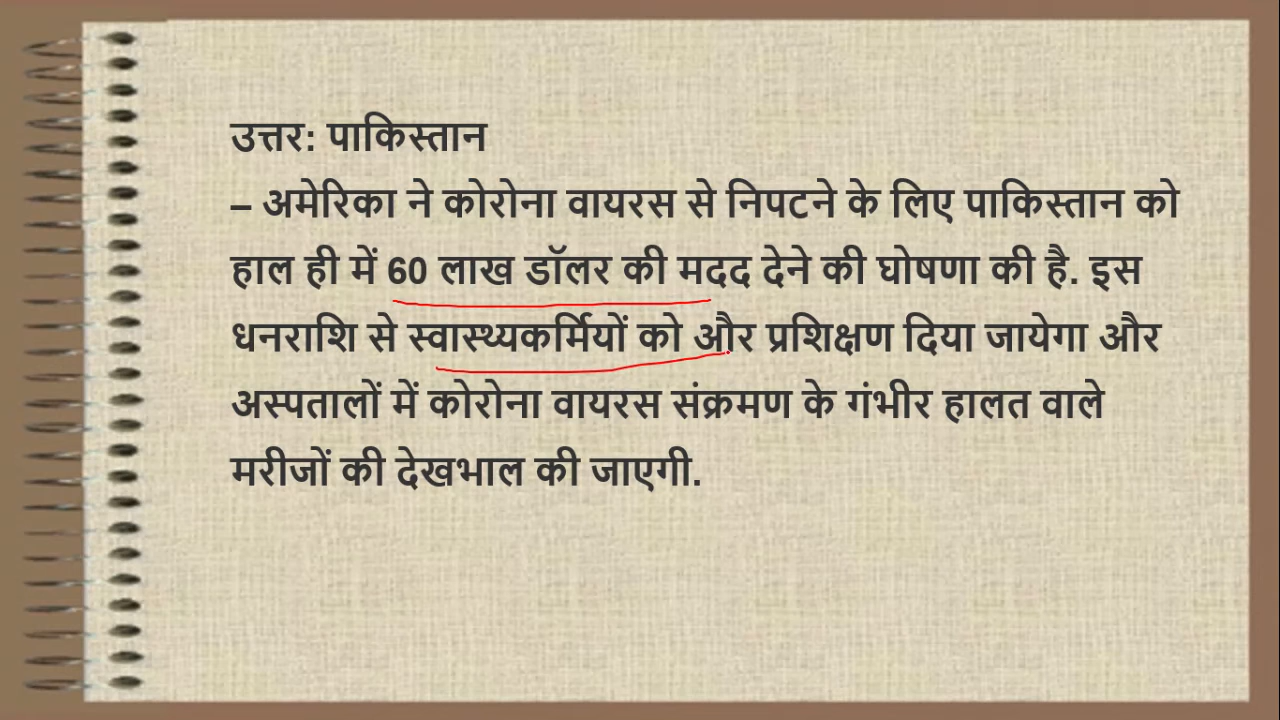 उत्तर: पाकिस्तान
– अमेरिका ने कोरोना वायरस से निपटने के लिए पाकिस्तान को
हाल ही में 60 लाख डॉलर की मदद देने की घोषणा की है. इस
धनराशि से स्वास्थ्यकर्मियों को और प्रशिक्षण दिया जायेगा और
अस्पतालों में कोरोना वायरस संक्रमण के गंभीर हालत वाले
मरीजों की देखभाल की जाएगी.